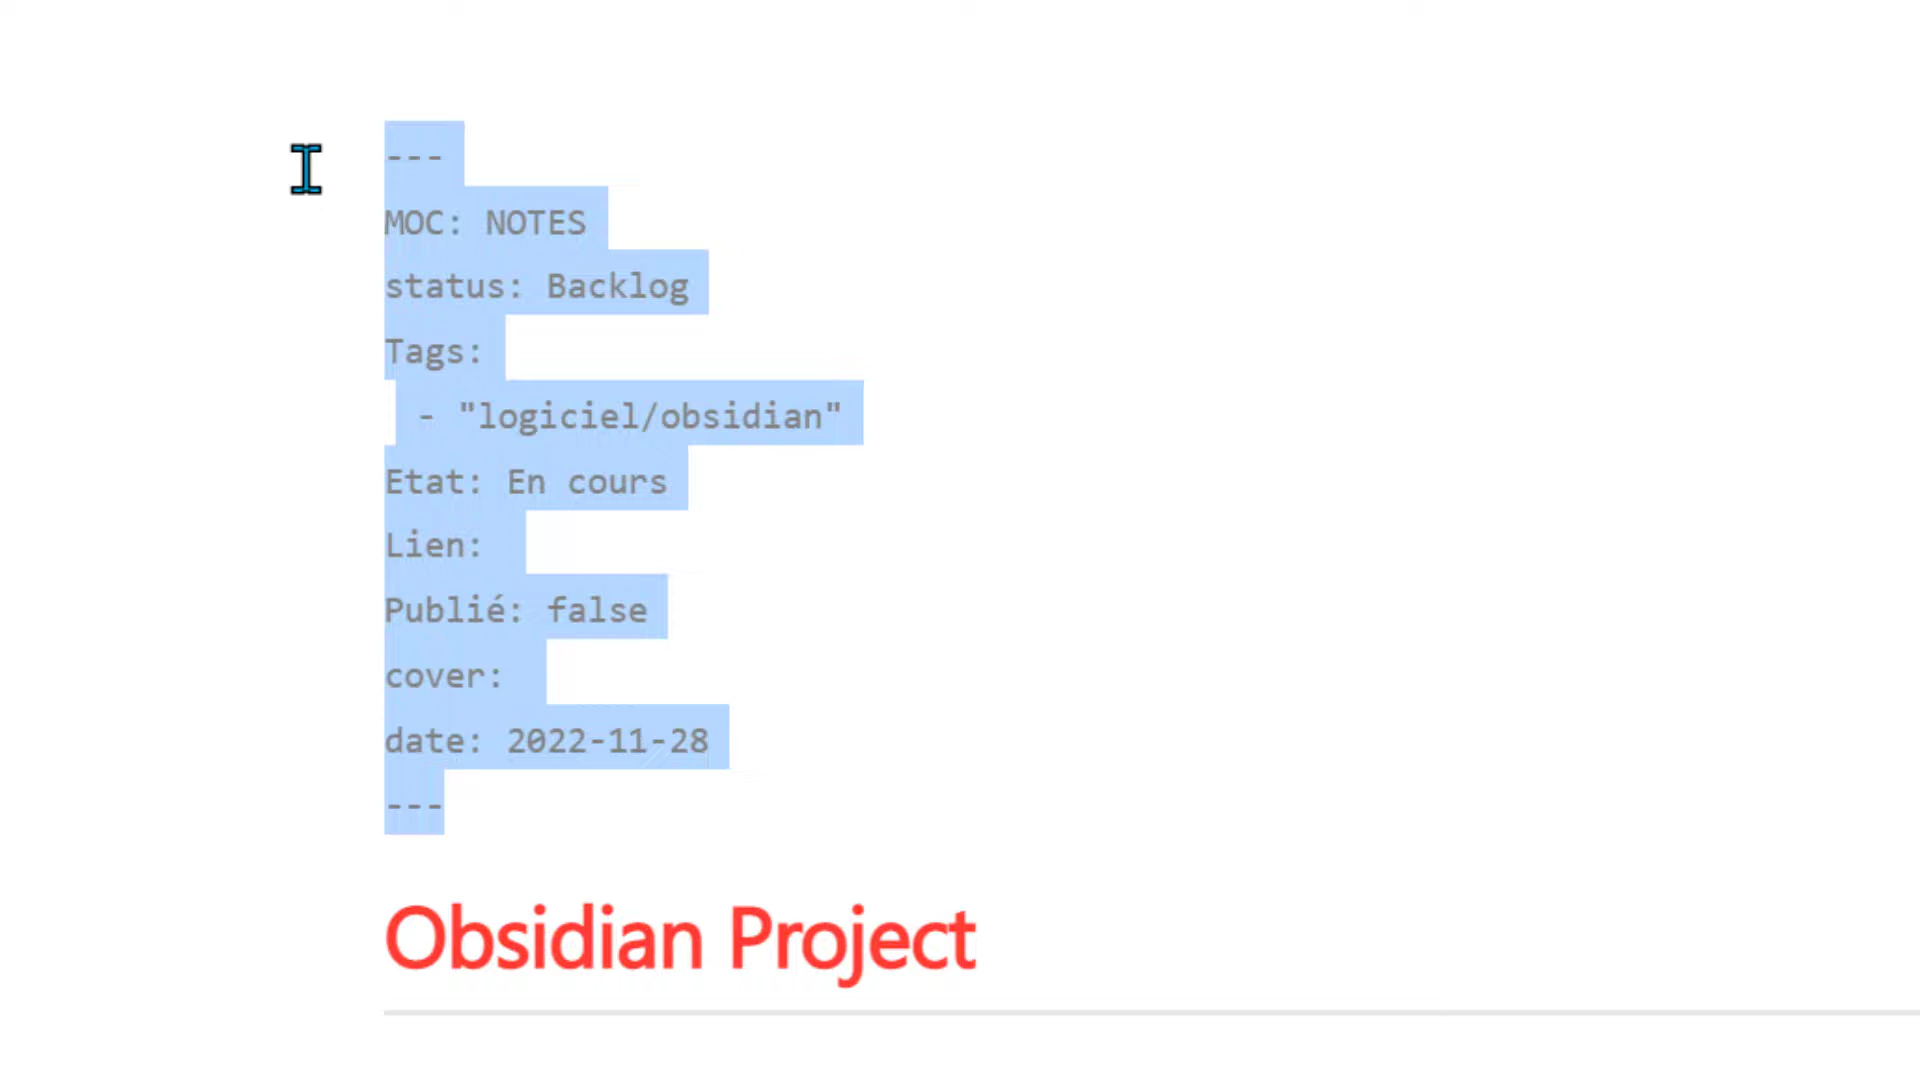 ---
MOC: NOTES
status: Backlog
Tags:
- "logiciel/obsidian"
Etat: En cours
Lien:
Publié: false
cover:
date: 2022-11-28
---
Obsidian Project